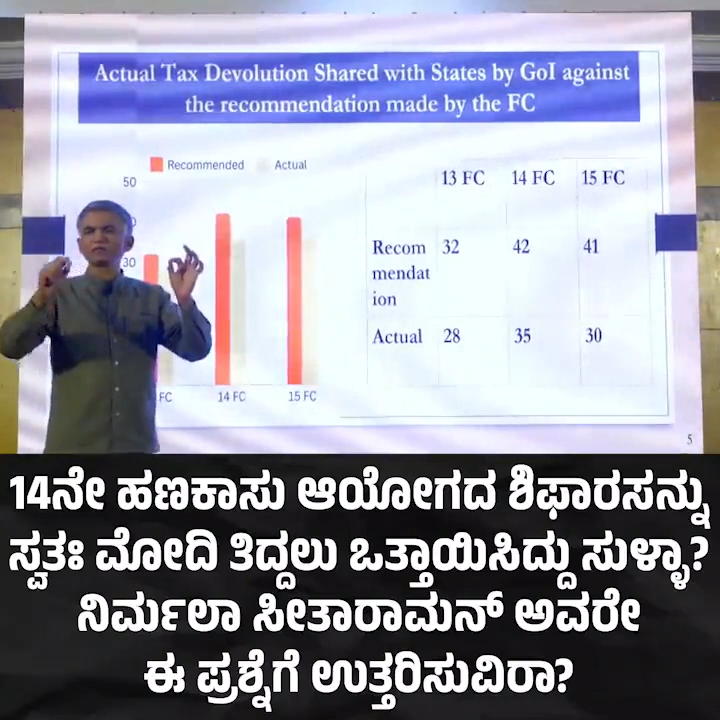 Actual Tax Devolution Shared with States by GoI against
the recommendation made by the FC
Recommended Actual
50
30
FC
14 FC
15 FC
13 FC 14 FC 15 FC
Recom
mendat
ion
32 42 41
Actual 28 35 30
5
14ನೇ ಹಣಕಾಸು ಆಯೋಗದ ಶಿಫಾರಸನ್ನು
ಸ್ವತಃ ಮೋದಿ ತಿದ್ದಲು ಒತ್ತಾಯಿಸಿದ್ದು ಸುಳ್ಳಾ?
ನಿರ್ಮಲಾ ಸೀತಾರಾಮನ್ ಅವರೇ
ಈ ಪ್ರಶ್ನೆಗೆ ಉತ್ತರಿಸುವಿರಾ?